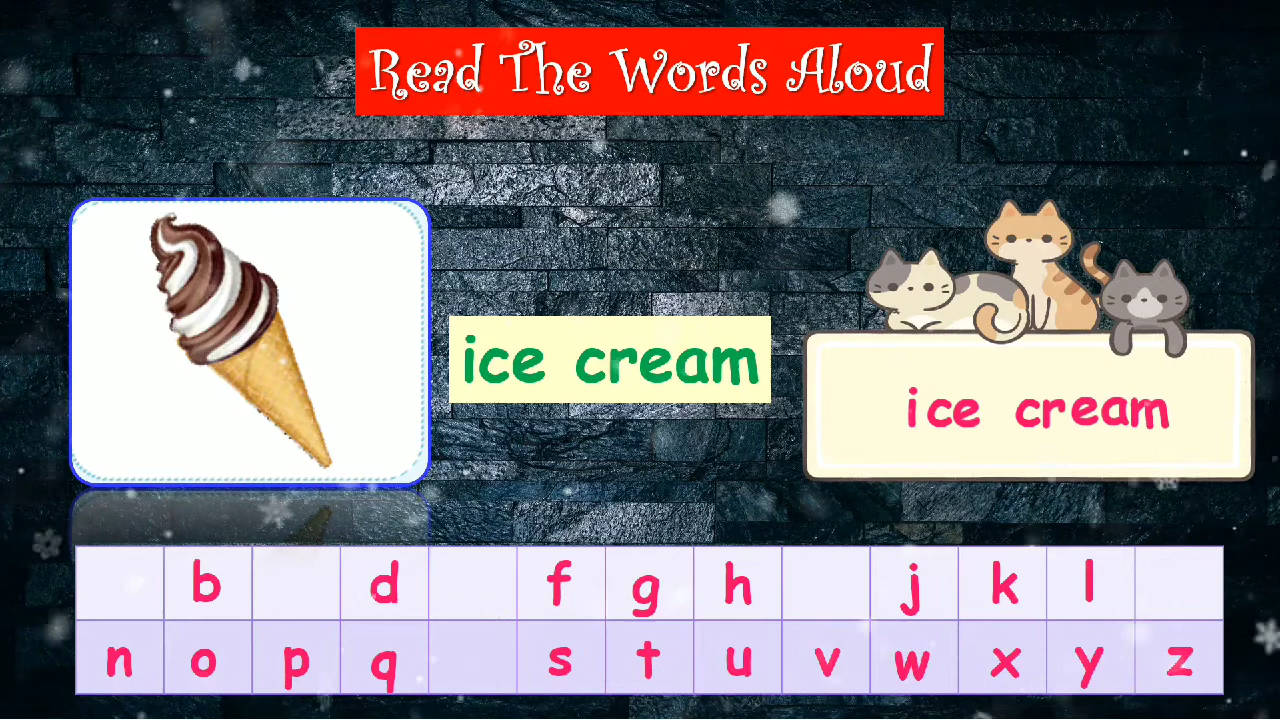 Read The Words Aloud
ice cream
ice cream
b d f g h j k l
n o p q s t u v w x y z